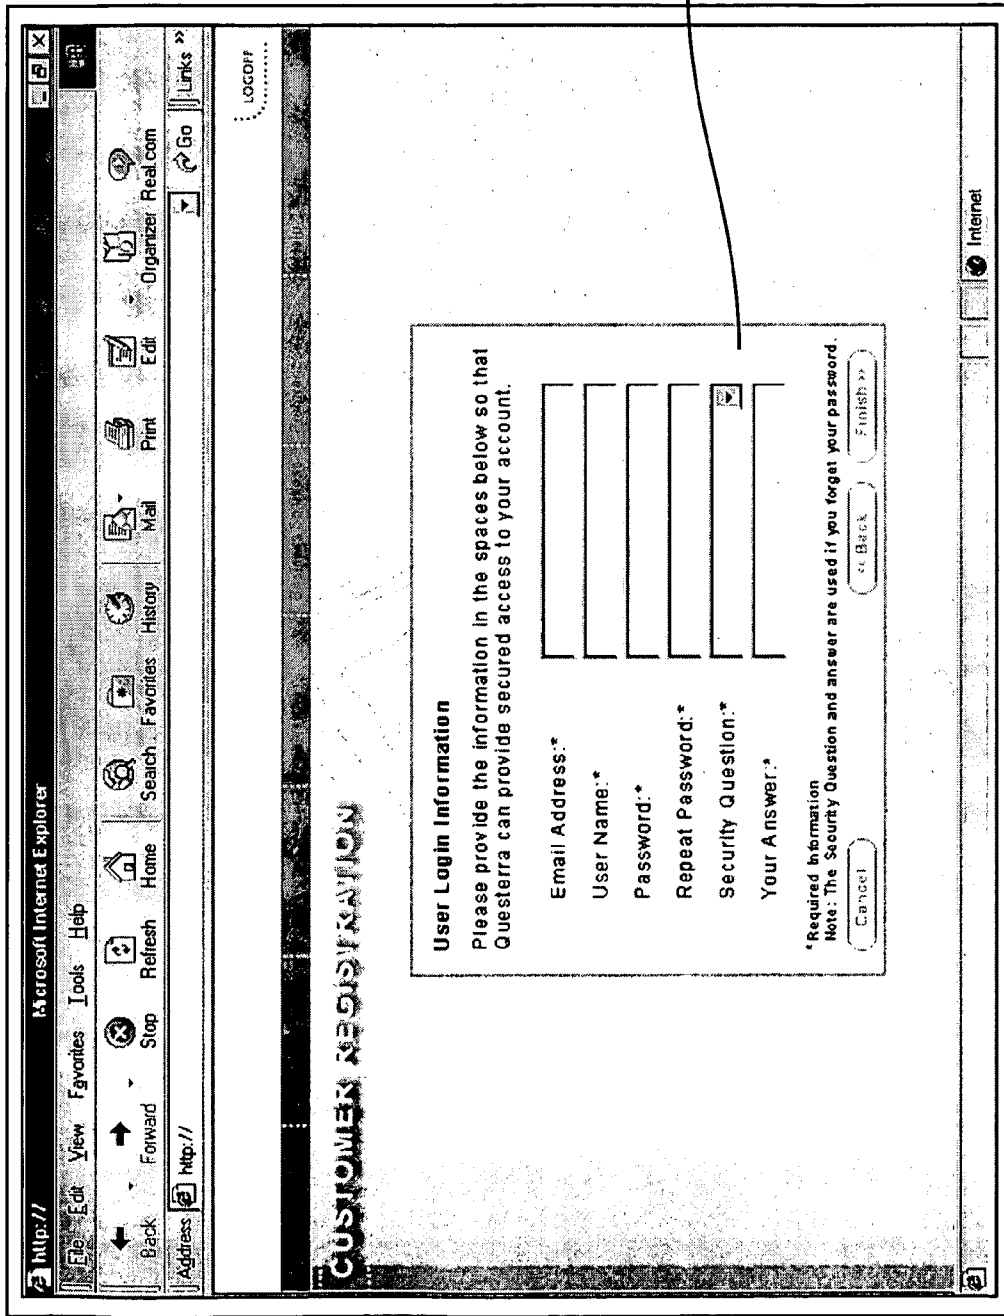 http://
Microsoft Internet Explorer
File Edit View Favorites Tools Help
Back Forward Stop Refresh Home Search Favorites History Mail Print Edit Organizer Real.com
Address http:// Go Links »
LOGOFF
CUSTOMER REGISTRATION
User Login Information
Please provide the information in the spaces below so that
Questerra can provide secured access to your account.
Email Address:*
User Name:*
Password:*
Repeat Password:*
Security Question:*
Your Answer:*
* Required Information
Note: The Security Question and answer are used if you forget your password.
Cancel << Back Finish >>
Internet